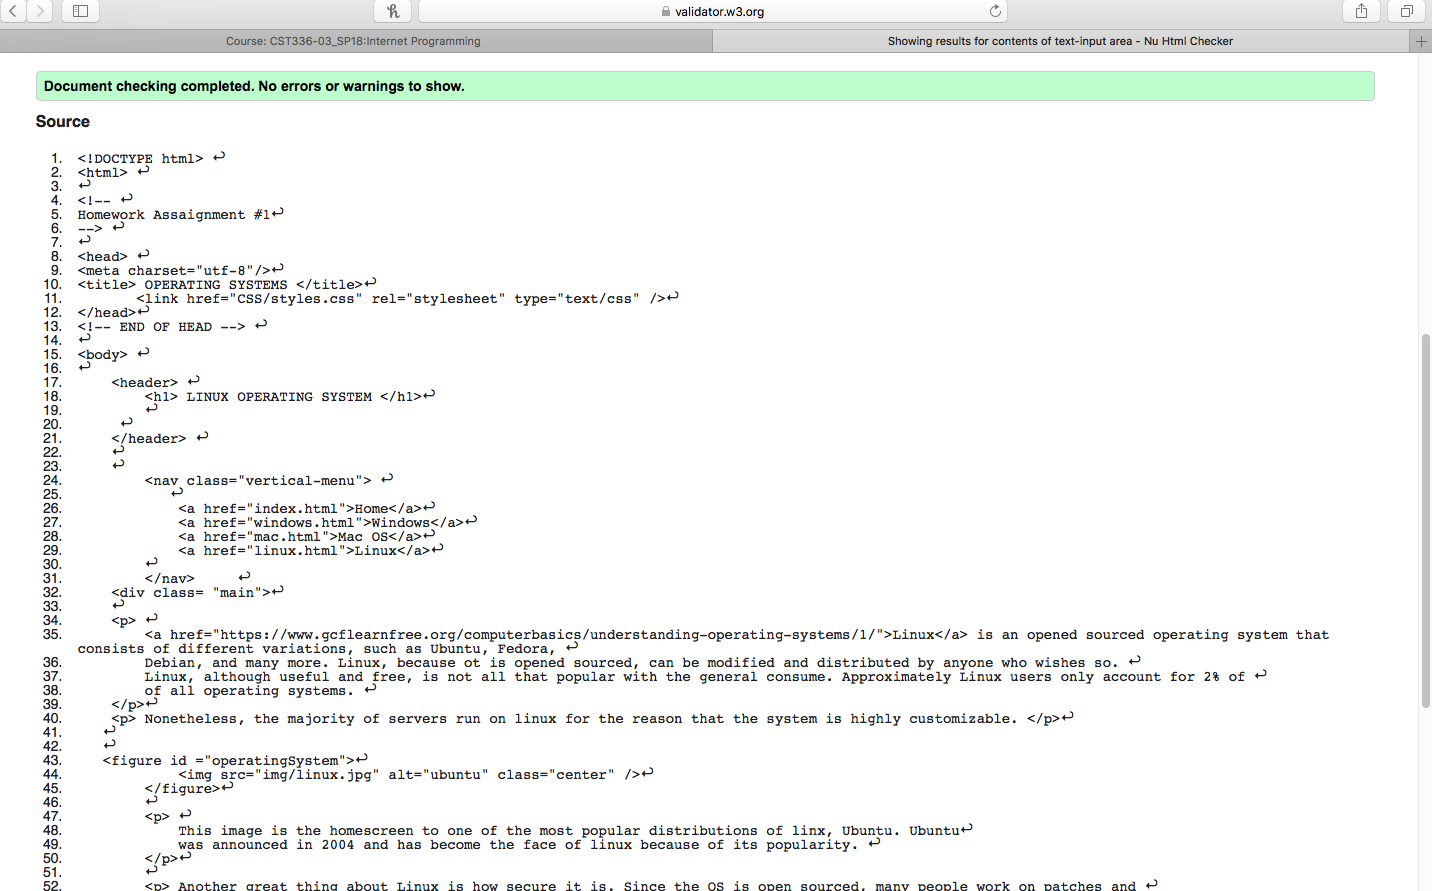 validator.w3.org
Course: CST336-03_SP18:Internet Programming
Showing results for contents of text-input area - Nu Html Checker
Document checking completed. No errors or warnings to show.
Source
1. <!DOCTYPE html> ↩
2. <html> ↩
3. ↩
4. <!-- ↩
5. Homework Assaignment #1↩
6. --> ↩
7. ↩
8. <head> ↩
9. <meta charset="utf-8"/>↩
10. <title> OPERATING SYSTEMS </title>↩
11. <link href="CSS/styles.css" rel="stylesheet" type="text/css" />↩
12. </head>↩
13. <!-- END OF HEAD --> ↩
14. ↩
15. <body> ↩
16. ↩
17. <header> ↩
18. <h1> LINUX OPERATING SYSTEM </h1>↩
19. ↩
20. ↩
21. </header> ↩
22. ↩
23. ↩
24. <nav class="vertical-menu"> ↩
25. ↩
26. <a href="index.html">Home</a>↩
27. <a href="windows.html">Windows</a>↩
28. <a href="mac.html">Mac OS</a>↩
29. <a href="linux.html">Linux</a>↩
30. ↩
31. </nav> ↩
32. <div class= "main">↩
33. ↩
34. <p> ↩
35. <a href="https://www.gcflearnfree.org/computerbasics/understanding-operating-systems/1/">Linux</a> is an opened sourced operating system that
consists of different variations, such as Ubuntu, Fedora, ↩
36. Debian, and many more. Linux, because ot is opened sourced, can be modified and distributed by anyone who wishes so. ↩
37. Linux, although useful and free, is not all that popular with the general consume. Approximately Linux users only account for 2% of ↩
38. of all operating systems. ↩
39. </p>↩
40. <p> Nonetheless, the majority of servers run on linux for the reason that the system is highly customizable. </p>↩
41. ↩
42. ↩
43. <figure id ="operatingSystem">↩
44. <img src="img/linux.jpg" alt="ubuntu" class="center" />↩
45. </figure>↩
46. ↩
47. <p> ↩
48. This image is the homescreen to one of the most popular distributions of linx, Ubuntu. Ubuntu↩
49. was announced in 2004 and has become the face of linux because of its popularity. ↩
50. </p>↩
51. ↩
52. <p> Another great thing about Linux is how secure it is. Since the OS is open sourced, many people work on patches and ↩